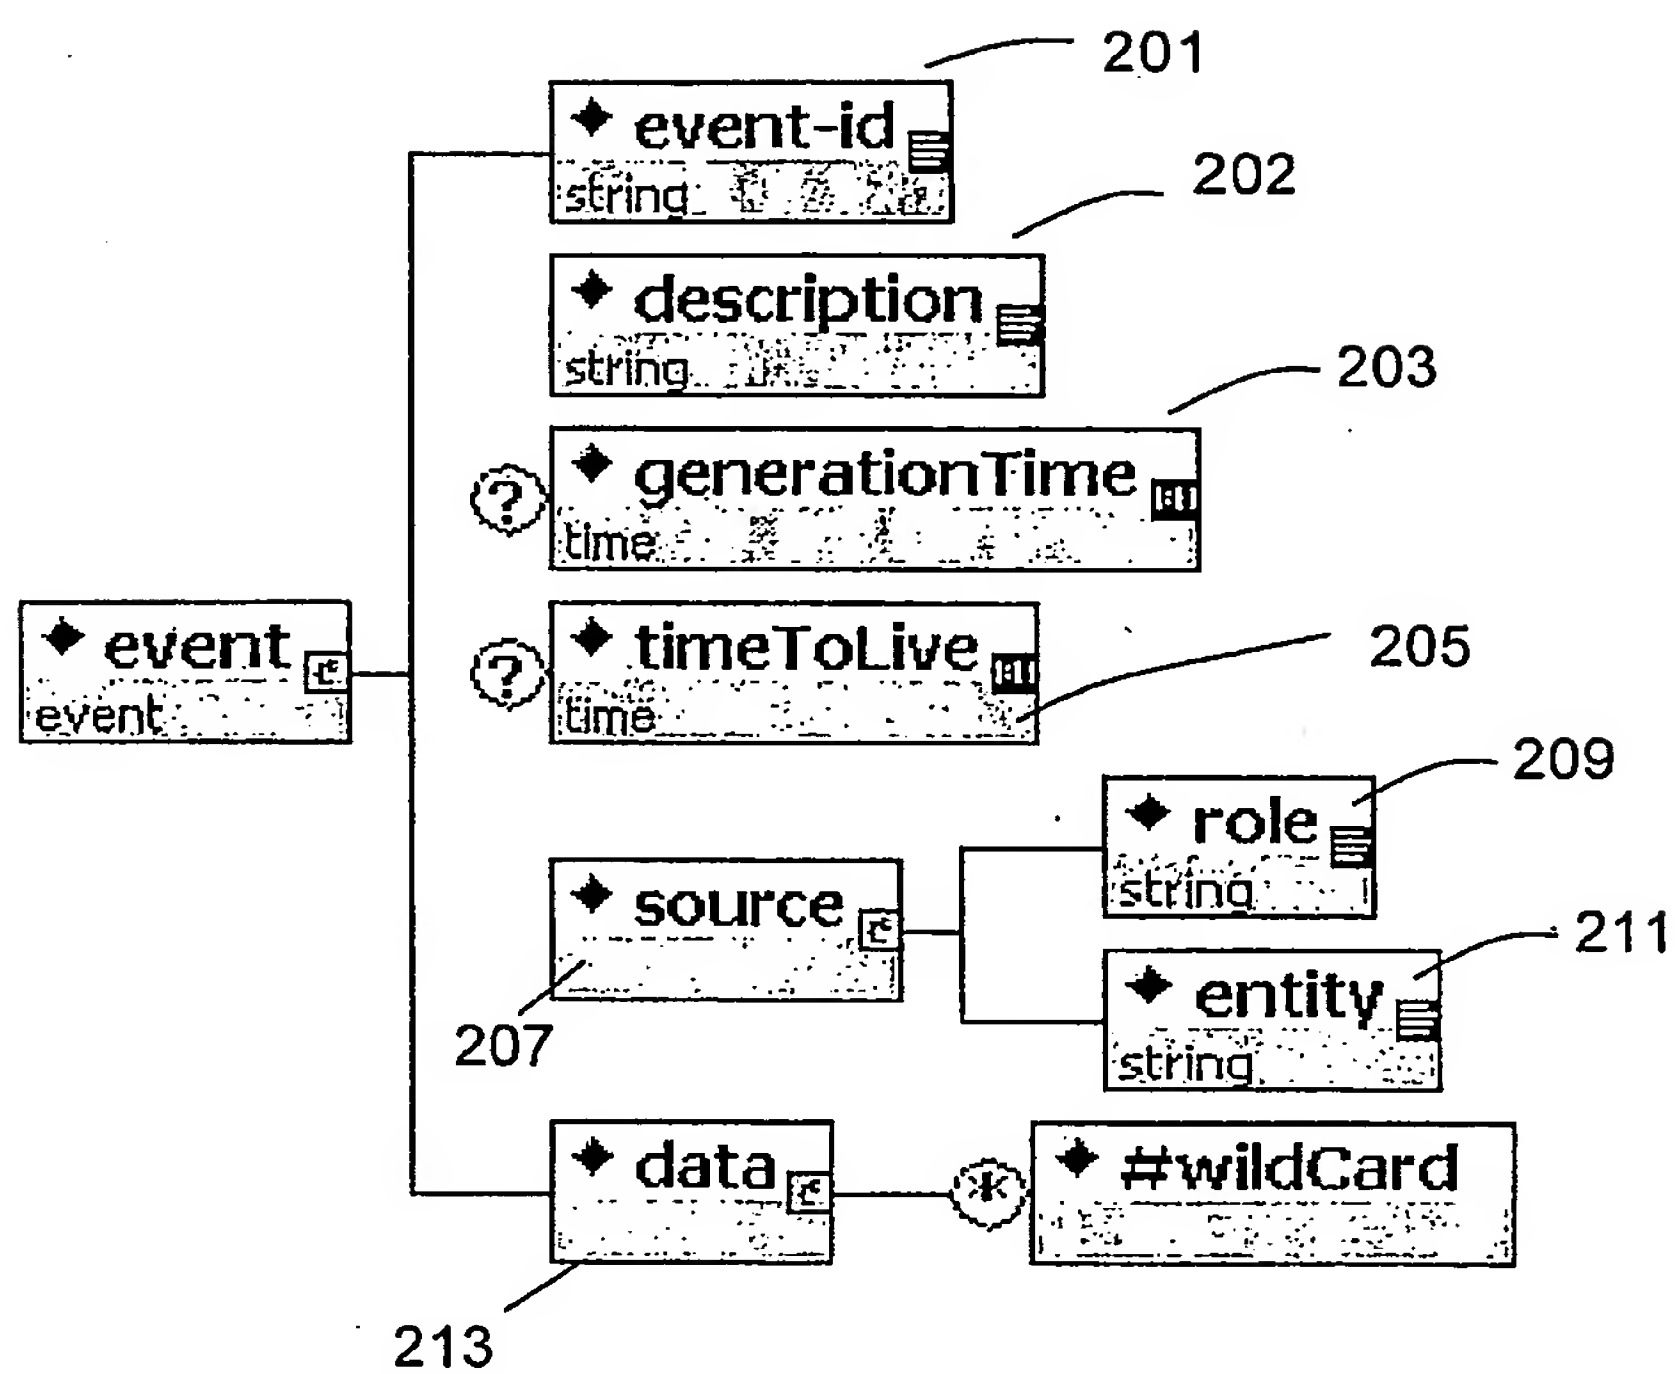 201
event-id
string
202
description
string
203
?
generationTime
time
event
event
?
timeToLive
time
205
209
role
string
source
207
211
entity
string
data
*
#wildCard
213